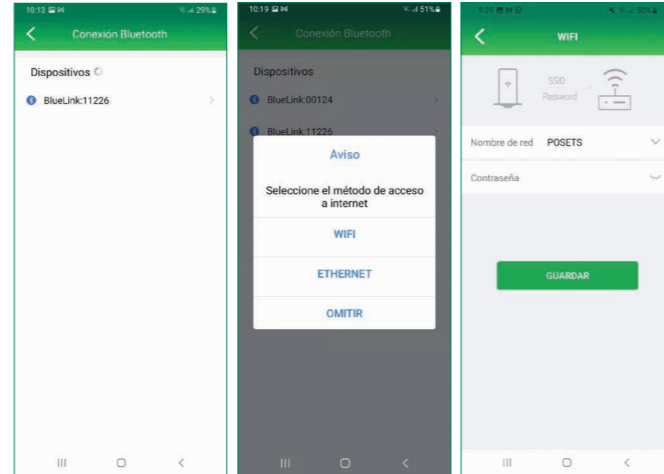 10:13
29%
Conexión Bluetooth
Dispositivos
BlueLink:11226
10:19
51%
Conexión Bluetooth
Dispositivos
BlueLink:00124
BlueLink:11226
Aviso
Seleccione el método de acceso
a internet
WIFI
ETHERNET
OMITIR
9:29
50%
WIFI
SSID
Password
Nombre de red POSETS
Contraseña
GUARDAR